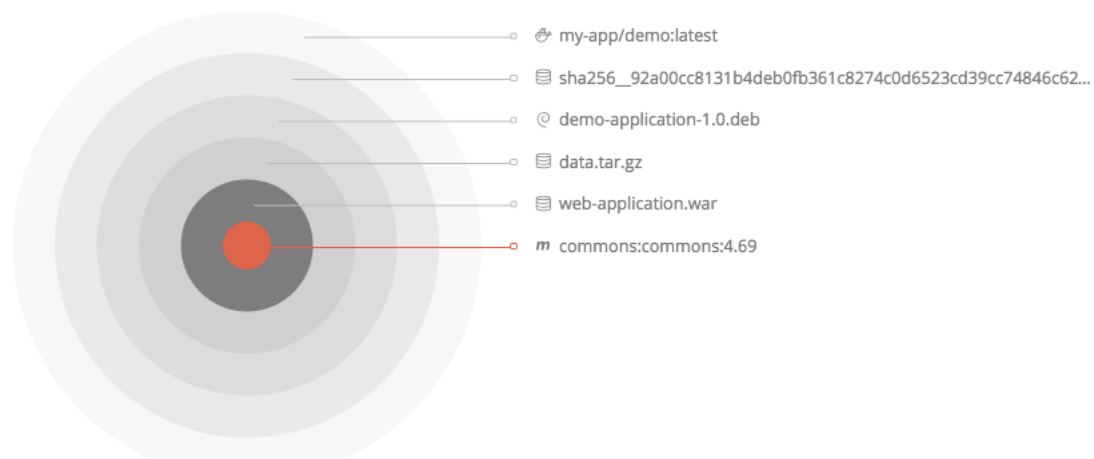 my-app/demo:latest
sha256__92a00cc8131b4deb0fb361c8274c0d6523cd39cc74846c62...
demo-application-1.0.deb
data.tar.gz
web-application.war
m commons:commons:4.69